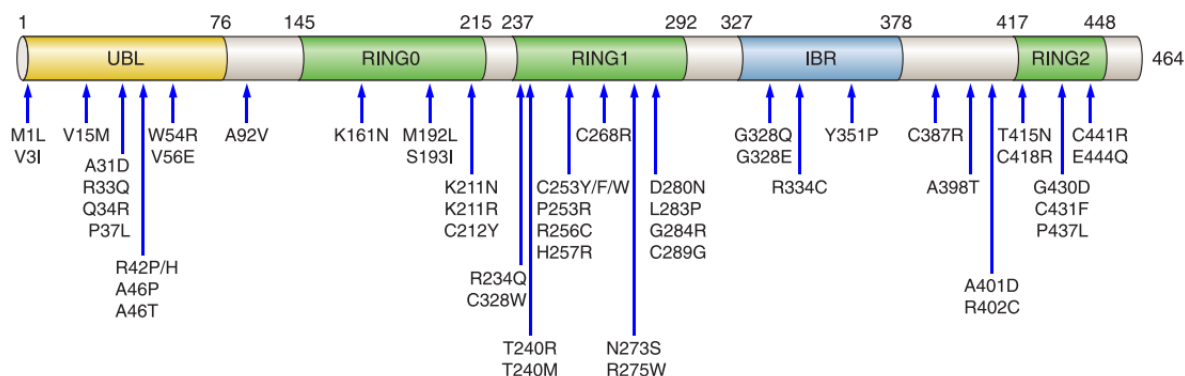 1 76 145 215 237 292 327 378 417 448
UBL RING0 RING1 IBR RING2 464
M1L
V3I
V15M
A31D
R33Q
Q34R
P37L
R42P/H
A46P
A46T
W54R
V56E
A92V
K161N
M192L
S193I
K211N
K211R
C212Y
R234Q
C328W
T240R
T240M
C253Y/F/W
P253R
R256C
H257R
C268R
N273S
R275W
D280N
L283P
G284R
C289G
G328Q
G328E
R334C
Y351P
C387R
A398T
A401D
R402C
T415N
C418R
G430D
C431F
P437L
C441R
E444Q